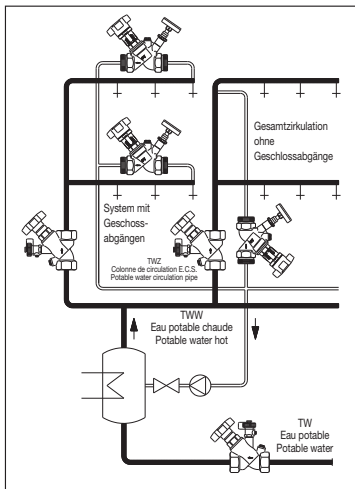 Gesamtzirkulation
ohne
Geschlossabgänge
System mit
Geschoss-
abgängen
TWZ
Colonne de circulation E.C.S.
Potable water circulation pipe
TWW
Eau potable chaude
Potable water hot
TW
Eau potable
Potable water